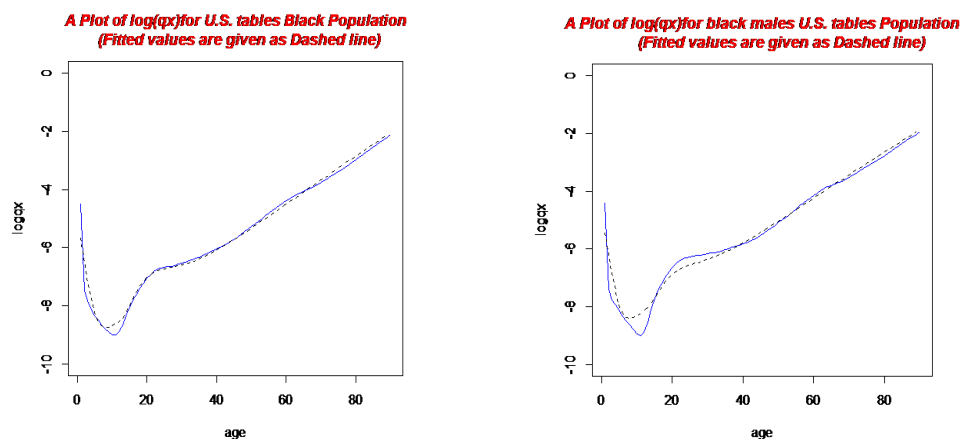 A Plot of log(qx)for U.S. tables Black Population
(Fitted values are given as Dashed line)
0
-2
-4
-6
-8
-10
logqx
0 20 40 60 80
age
A Plot of log(qx)for black males U.S. tables Population
(Fitted values are given as Dashed line)
0
-2
-4
-6
-8
-10
logqx
0 20 40 60 80
age